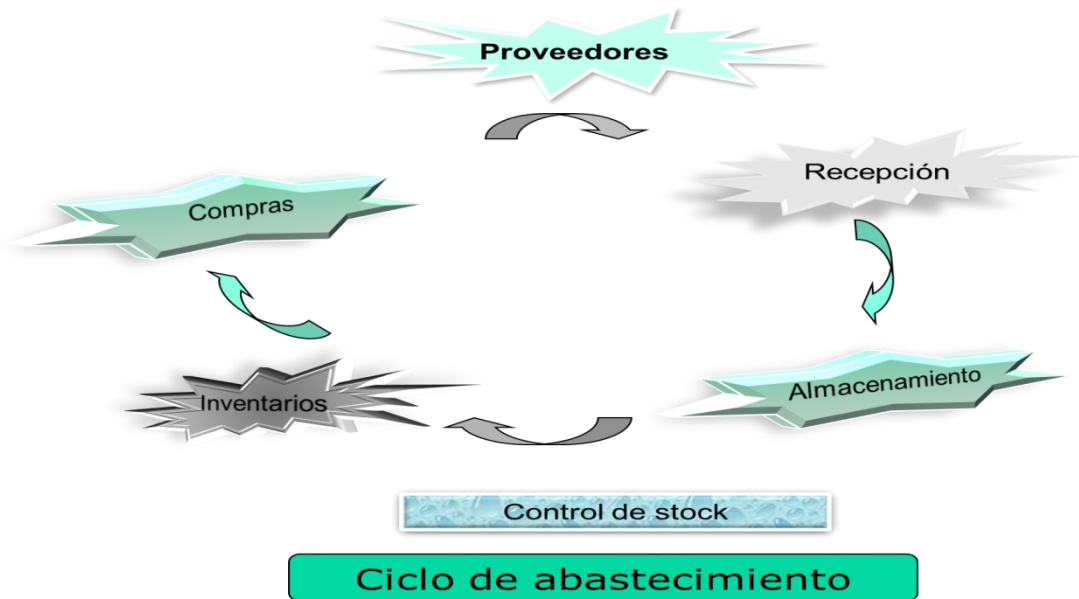 Proveedores
Recepción
Compras
Almacenamiento
Inventarios
Control de stock
Ciclo de abastecimiento